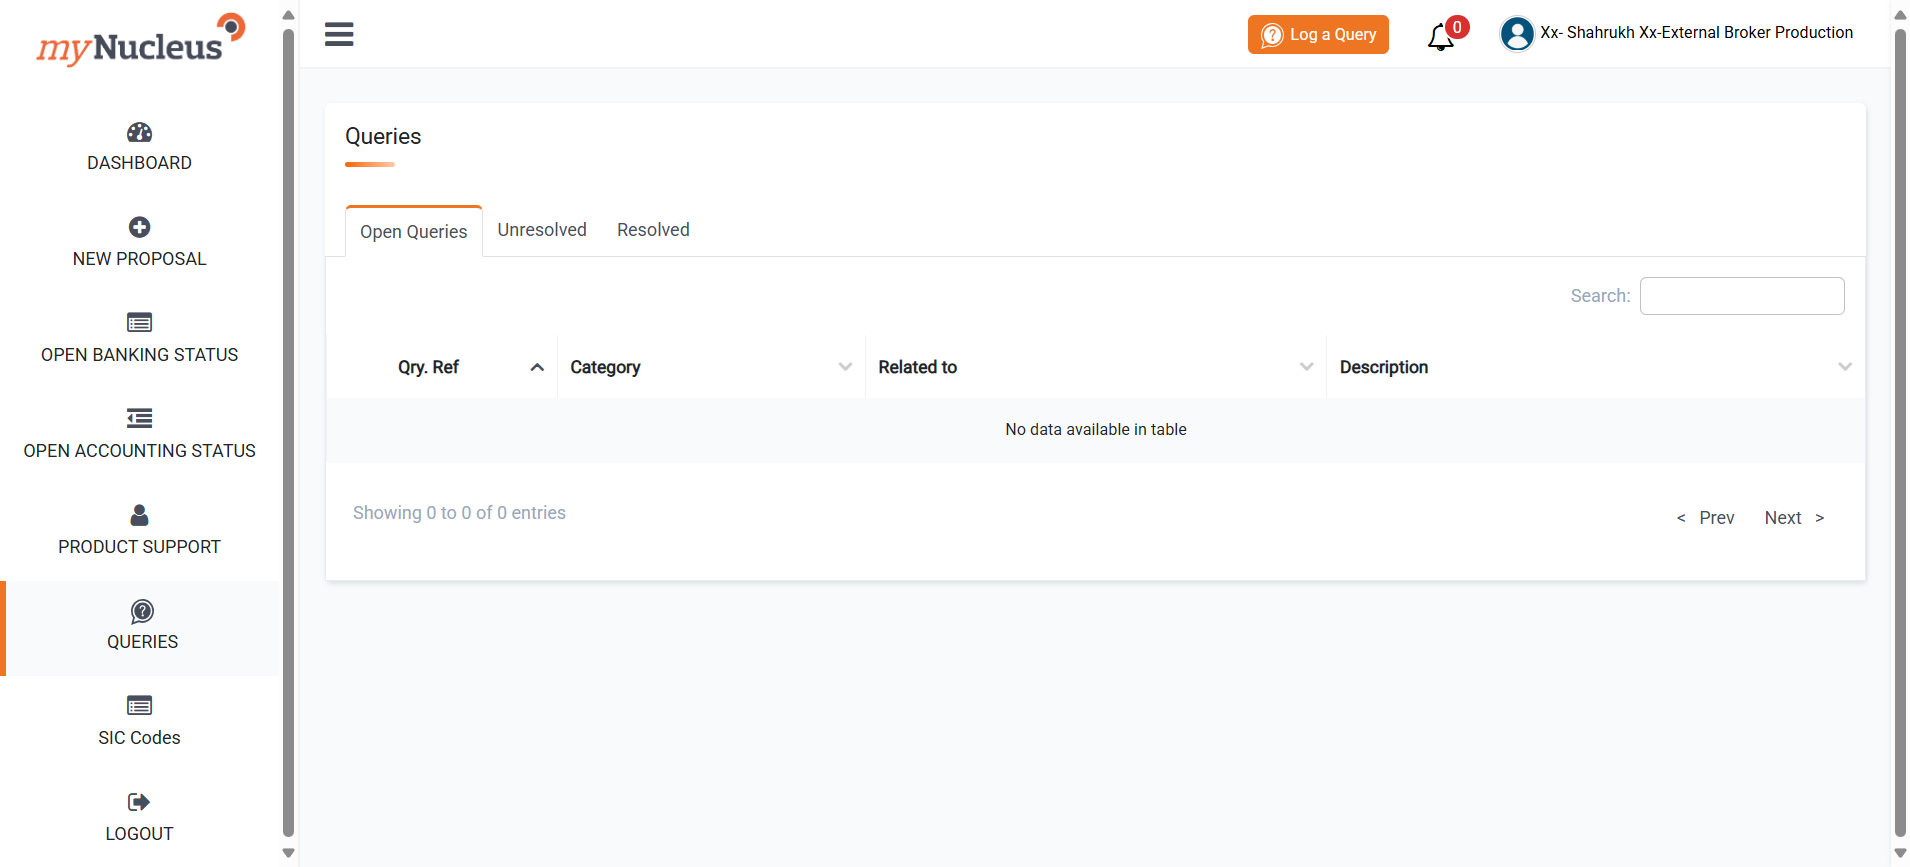 myNucleus
DASHBOARD
NEW PROPOSAL
OPEN BANKING STATUS
OPEN ACCOUNTING STATUS
PRODUCT SUPPORT
QUERIES
SIC Codes
LOGOUT
Log a Query
0
Xx- Shahrukh Xx-External Broker Production
Queries
Open Queries Unresolved Resolved
Search:
Qry. Ref Category Related to Description
No data available in table
Showing 0 to 0 of 0 entries
< Prev Next >